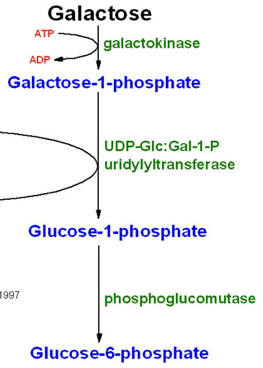 Galactose
ATP
galactokinase
ADP
Galactose-1-phosphate
UDP-Glc:Gal-1-P
uridylyltransferase
Glucose-1-phosphate
1997
phosphoglucomutase
Glucose-6-phosphate